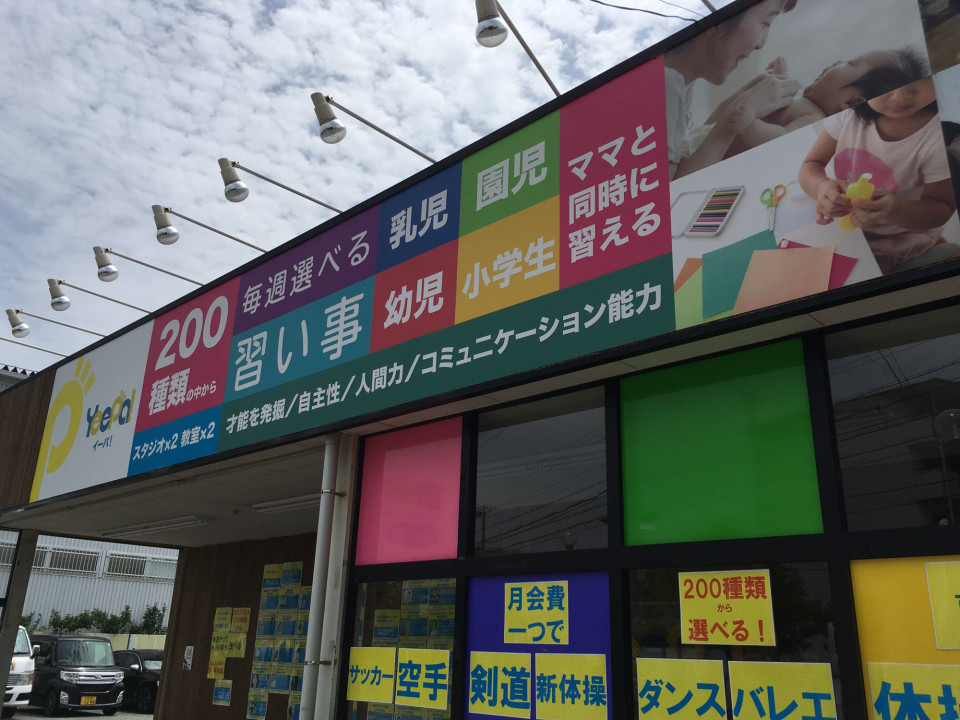 Yeepa!
イーパ!
200
種類の中から
スタジオ×2 教室×2
毎週選べる
習い事
乳児
園児
幼児
小学生
ママと
同時に
習える
才能を発掘/自主性/人間力/コミュニケーション能力
月会費
一つで
200種類
から
選べる!
サッカー
空手
剣道
新体操
ダンス
バレエ
体操